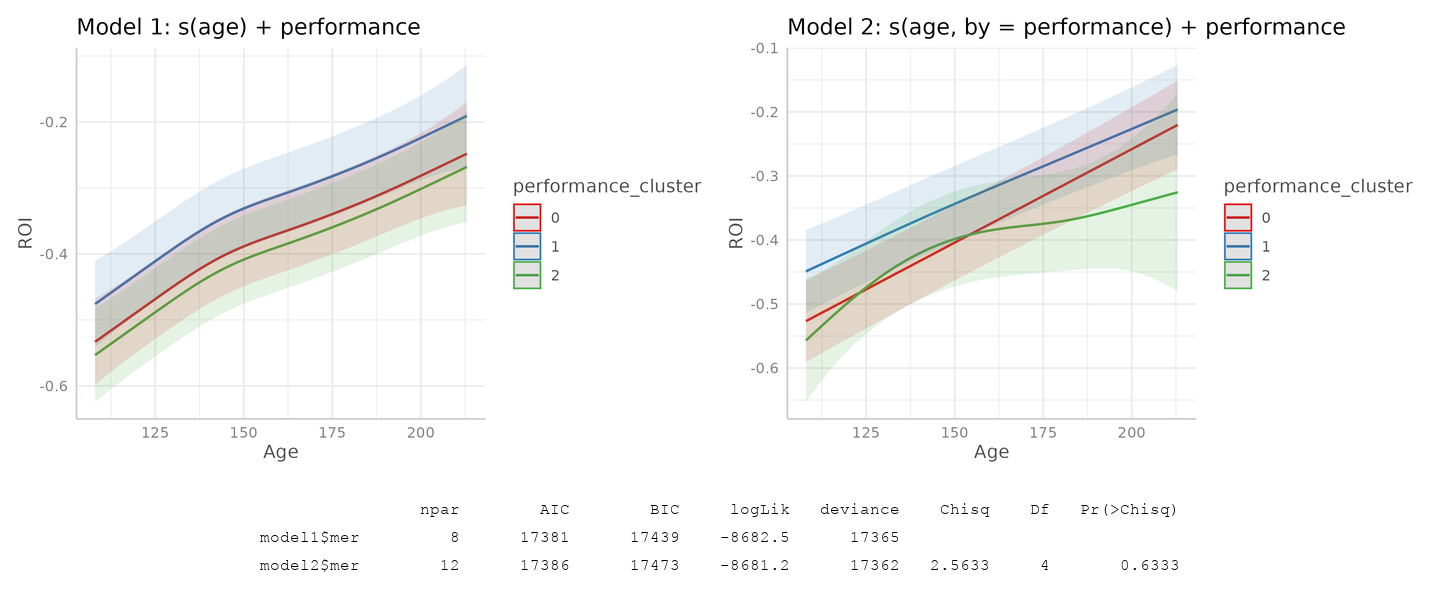 Model 1: s(age) + performance
-0.2
-0.4
-0.6
ROI
125 150 175 200
Age
performance_cluster
0
1
2
Model 2: s(age, by = performance) + performance
-0.1
-0.2
-0.3
-0.4
-0.5
-0.6
ROI
125 150 175 200
Age
performance_cluster
0
1
2
npar AIC BIC logLik deviance Chisq Df Pr(>Chisq)
model1$mer 8 17381 17439 -8682.5 17365
model2$mer 12 17386 17473 -8681.2 17362 2.5633 4 0.6333